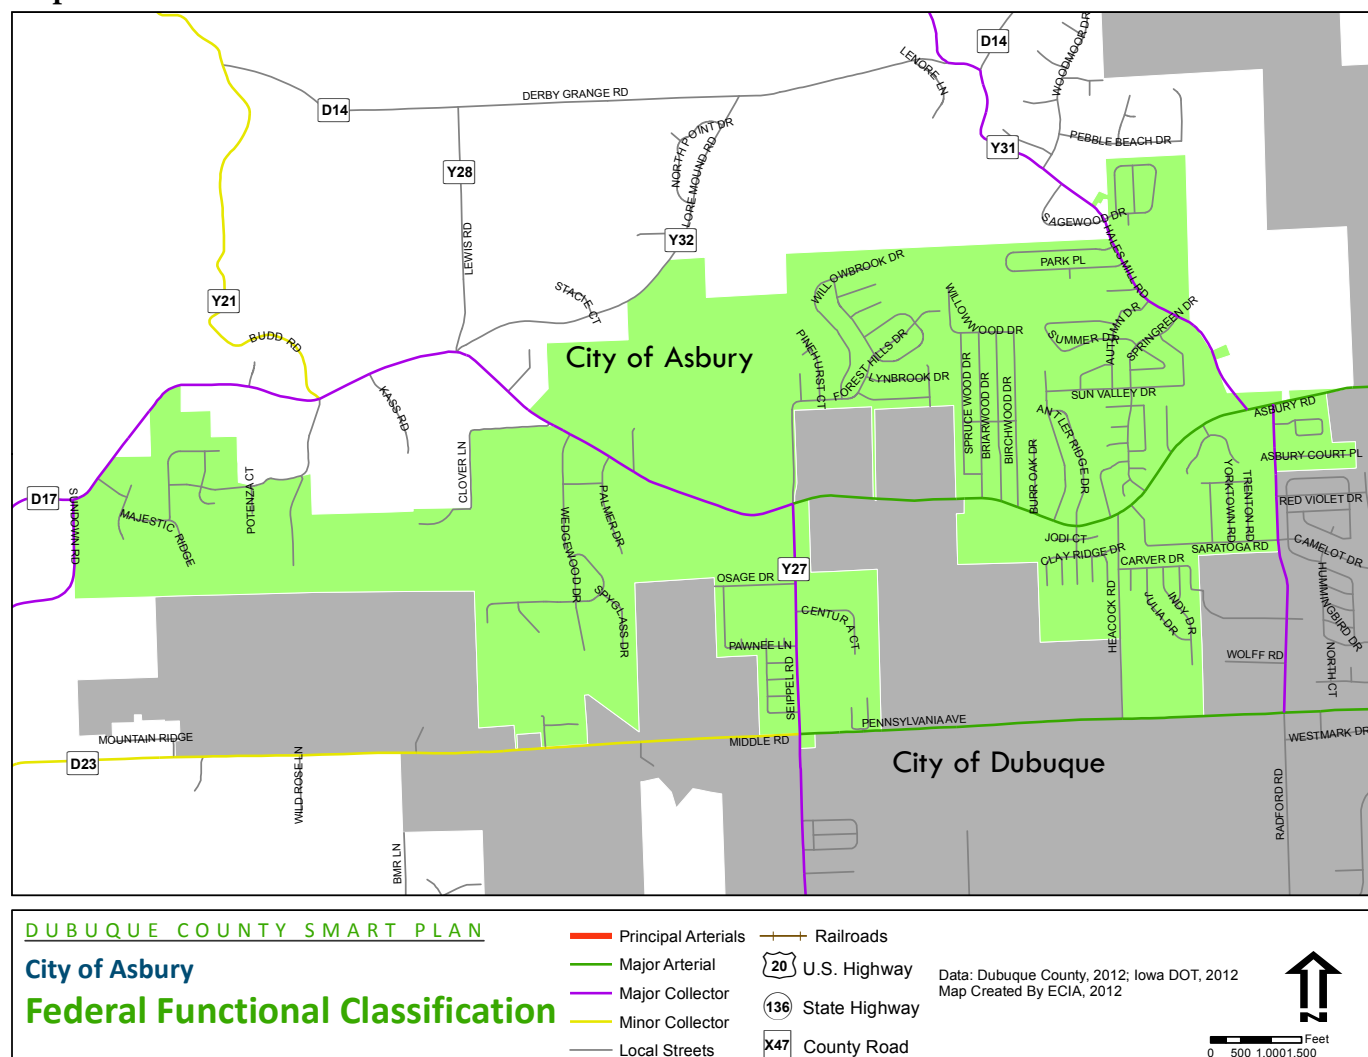 D14
LENORE LN
WOODMOOR DR
DERBY GRANGE RD
D14
NORTH POINT DR
PEBBLE BEACH DR
Y31
Y28
LORE MOUND RD
SAGEWOOD DR
LEWIS RD
Y32
HALES MILL RD
WILLOWBROOK DR
PARK PL
Y21
STACIE CT
WILLOWWOOD DR
SUMMER DR
AUTUMN DR
SPRINGREEN DR
BUDD RD
City of Asbury
PINEHURST CT
FOREST HILLS DR
LYNBROOK DR
SPRUCE WOOD DR
BRIARWOOD DR
BIRCHWOOD DR
SUN VALLEY DR
KASS RD
ASBURY RD
ANTLER RIDGE DR
BURR OAK DR
ASBURY COURT PL
CLOVER LN
POTENZA CT
D17
SUNDOWN RD
MAJESTIC RIDGE
PALMER DR
WEDGEWOOD DR
YORKTOWN RD
TRENTON RD
RED VIOLET DR
JODI CT
CLAY RIDGE DR
SARATOGA RD
CAMELOT DR
CARVER DR
Y27
OSAGE DR
SPYGLASS DR
CENTURA CT
HEACOCK RD
JULIA DR
INDY DR
HUMMINGBIRD DR
PAWNEE LN
WOLFF RD
NORTH CT
SEIPPEL RD
PENNSYLVANIA AVE
MOUNTAIN RIDGE
MIDDLE RD
WESTMARK DR
D23
WILD ROSE LN
City of Dubuque
RADFORD RD
BMR LN
DUBUQUE COUNTY SMART PLAN
City of Asbury
Federal Functional Classification
Principal Arterials
Major Arterial
Major Collector
Minor Collector
Local Streets
Railroads
20 U.S. Highway
136 State Highway
X47 County Road
Data: Dubuque County, 2012; Iowa DOT, 2012
Map Created By ECIA, 2012
N
Feet
0 500 1,000 1,500